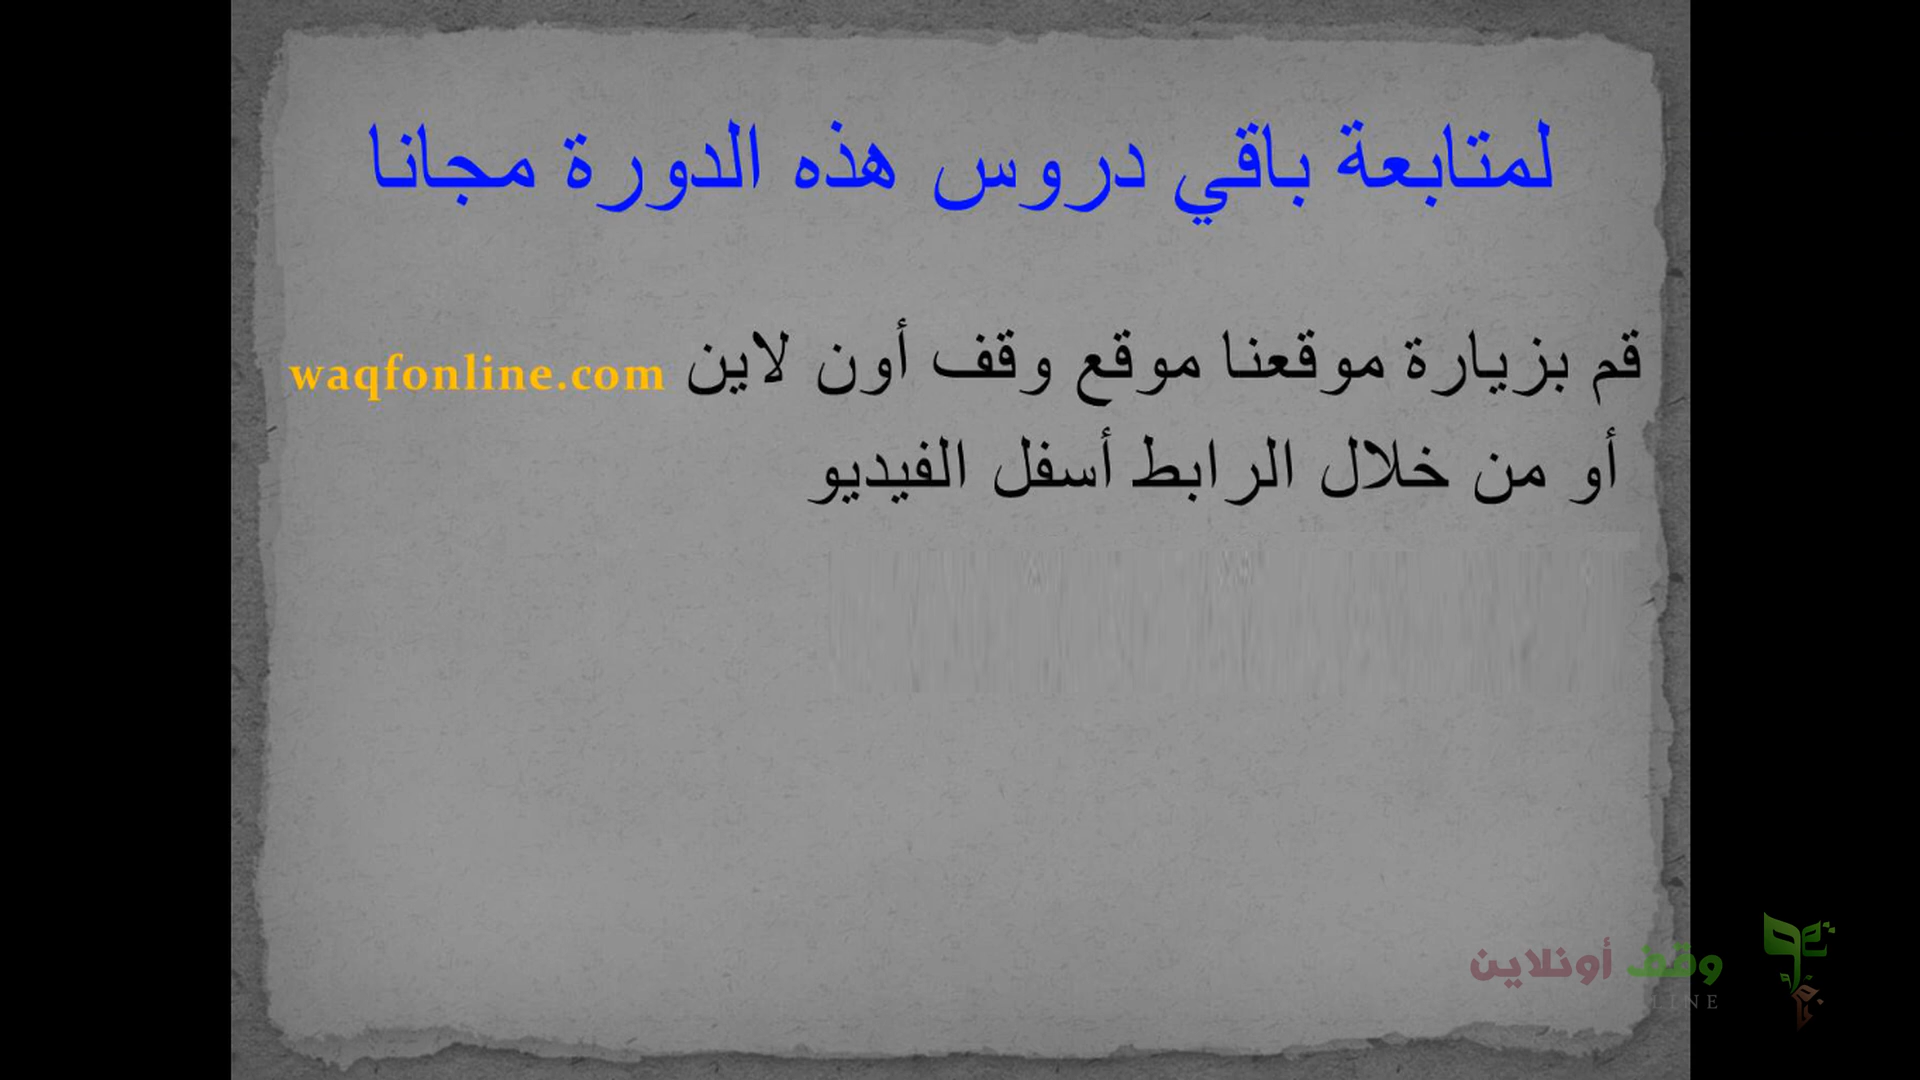 لمتابعة باقي دروس هذه الدورة مجانا
قم بزيارة موقعنا موقع وقف أون لاين waqfonline.com
أو من خلال الرابط أسفل الفيديو
وقف أونلاين
LINE